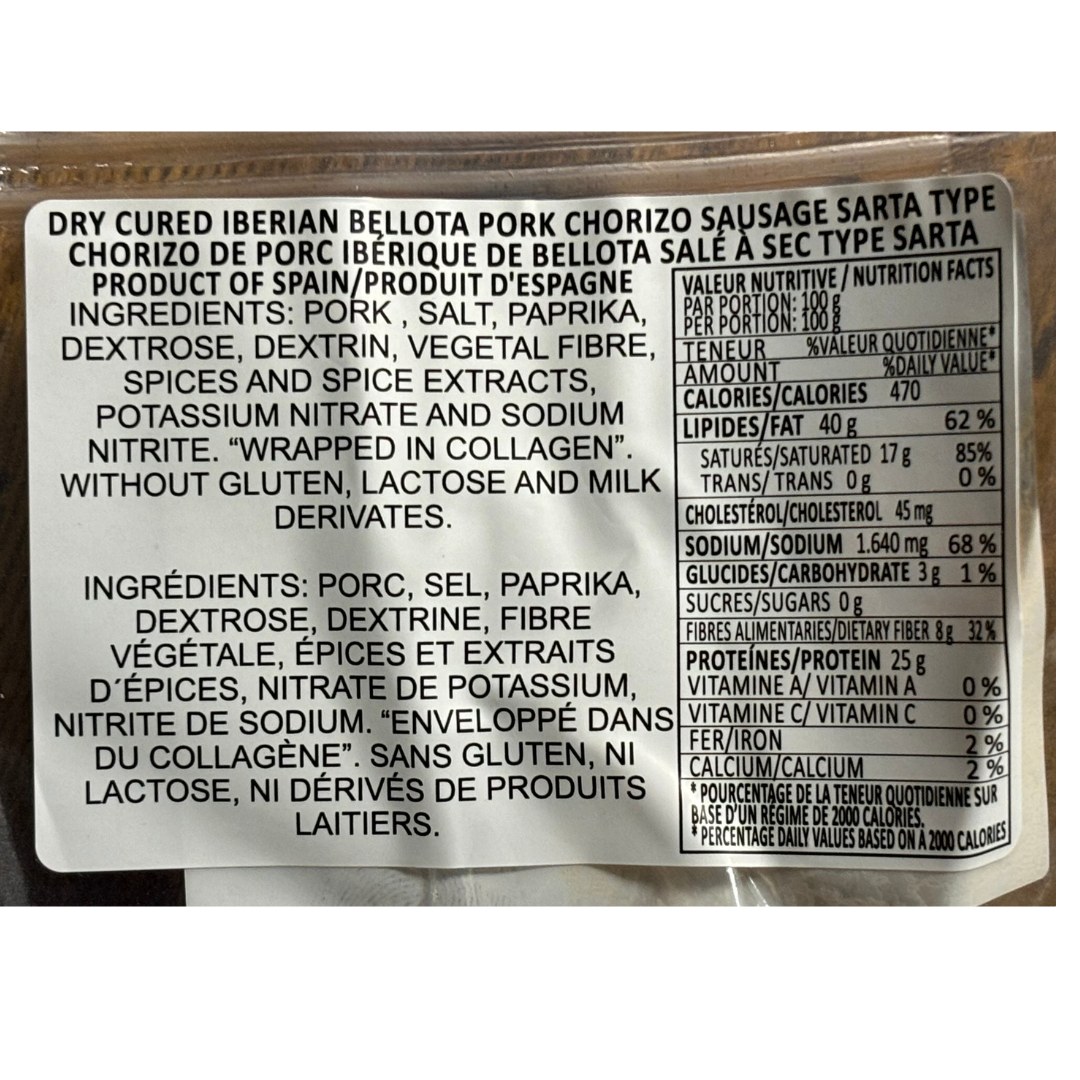 DRY CURED IBERIAN BELLOTA PORK CHORIZO SAUSAGE SARTA TYPE
CHORIZO DE PORC IBÉRIQUE DE BELLOTA SALÉ À SEC TYPE SARTA
PRODUCT OF SPAIN/PRODUIT D'ESPAGNE
INGREDIENTS: PORK , SALT, PAPRIKA,
DEXTROSE, DEXTRIN, VEGETAL FIBRE,
SPICES AND SPICE EXTRACTS,
POTASSIUM NITRATE AND SODIUM
NITRITE. “WRAPPED IN COLLAGEN”.
WITHOUT GLUTEN, LACTOSE AND MILK
DERIVATES.
INGRÉDIENTS: PORC, SEL, PAPRIKA,
DEXTROSE, DEXTRINE, FIBRE
VÉGÉTALE, ÉPICES ET EXTRAITS
D´ÉPICES, NITRATE DE POTASSIUM,
NITRITE DE SODIUM. “ENVELOPPÉ DANS
DU COLLAGÈNE”. SANS GLUTEN, NI
LACTOSE, NI DÉRIVÉS DE PRODUITS
LAITIERS.
VALEUR NUTRITIVE / NUTRITION FACTS
PAR PORTION: 100 g
PER PORTION: 100 g
TENEUR %VALEUR QUOTIDIENNE*
AMOUNT %DAILY VALUE*
CALORIES/CALORIES 470
LIPIDES/FAT 40 g 62 %
SATURÉS/SATURATED 17 g 85%
TRANS/ TRANS 0 g 0 %
CHOLESTÉROL/CHOLESTEROL 45 mg
SODIUM/SODIUM 1.640 mg 68 %
GLUCIDES/CARBOHYDRATE 3 g 1 %
SUCRES/SUGARS 0 g
FIBRES ALIMENTARIES/DIETARY FIBER 8 g 32 %
PROTEÍNES/PROTEIN 25 g
VITAMINE A/ VITAMIN A 0 %
VITAMINE C/ VITAMIN C 0 %
FER/IRON 2 %
CALCIUM/CALCIUM 2 %
* POURCENTAGE DE LA TENEUR QUOTIDIENNE SUR
BASE D'UN RÉGIME DE 2000 CALORIES.
* PERCENTAGE DAILY VALUES BASED ON A 2000 CALORIES